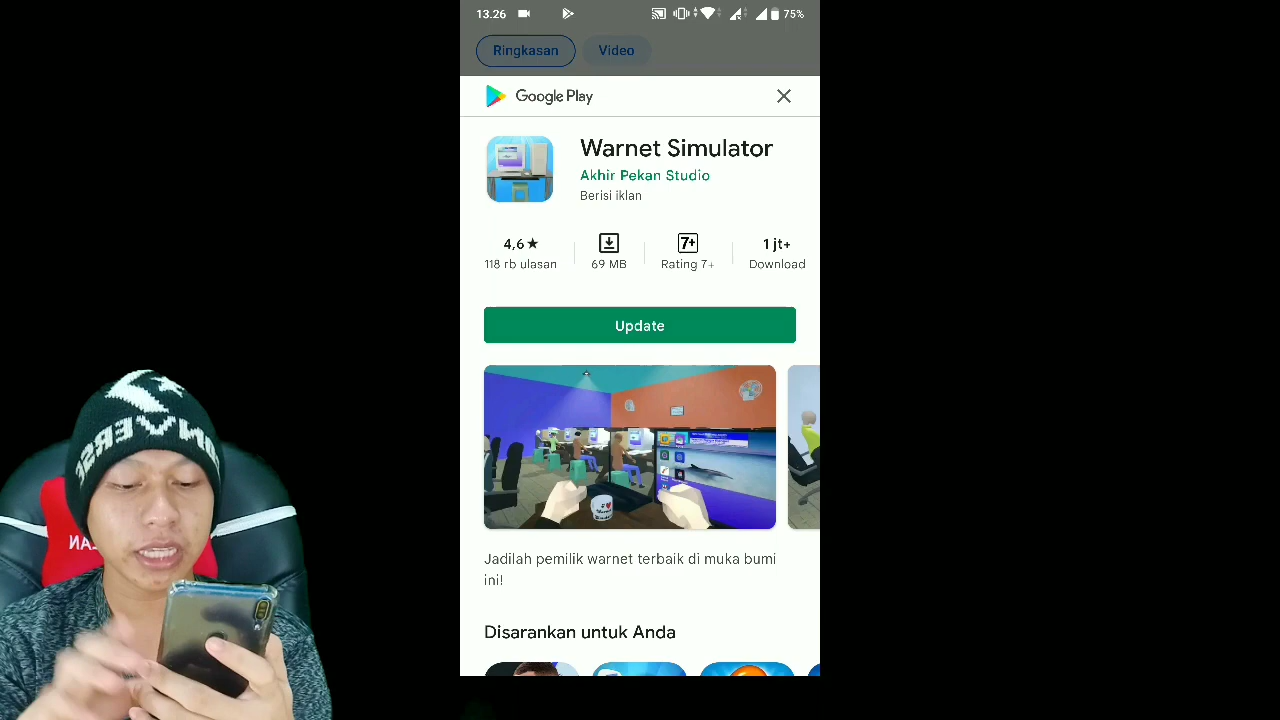 13.26
75%
Ringkasan
Video
Google Play
Warnet Simulator
Akhir Pekan Studio
Berisi iklan
4,6★
118 rb ulasan
69 MB
7+
Rating 7+
1 jt+
Download
Update
Jadilah pemilik warnet terbaik di muka bumi
ini!
Disarankan untuk Anda